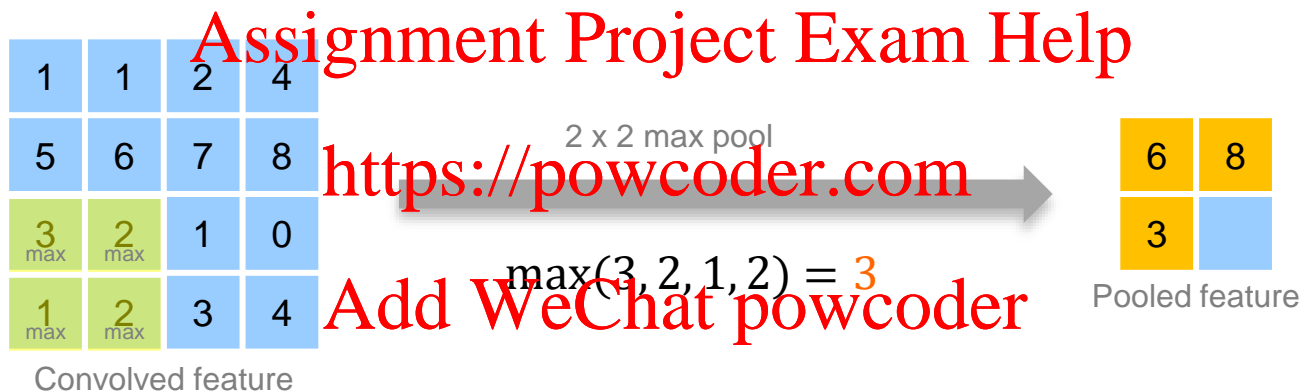 Assignment Project Exam Help
1 1 2 4
5 6 7 8
3 2 1 0
max max
1 2 3 4
max max
Convolved feature
2 x 2 max pool
https://powcoder.com
max(3, 2, 1, 2) = 3
Add WeChat powcoder
6 8
3
Pooled feature